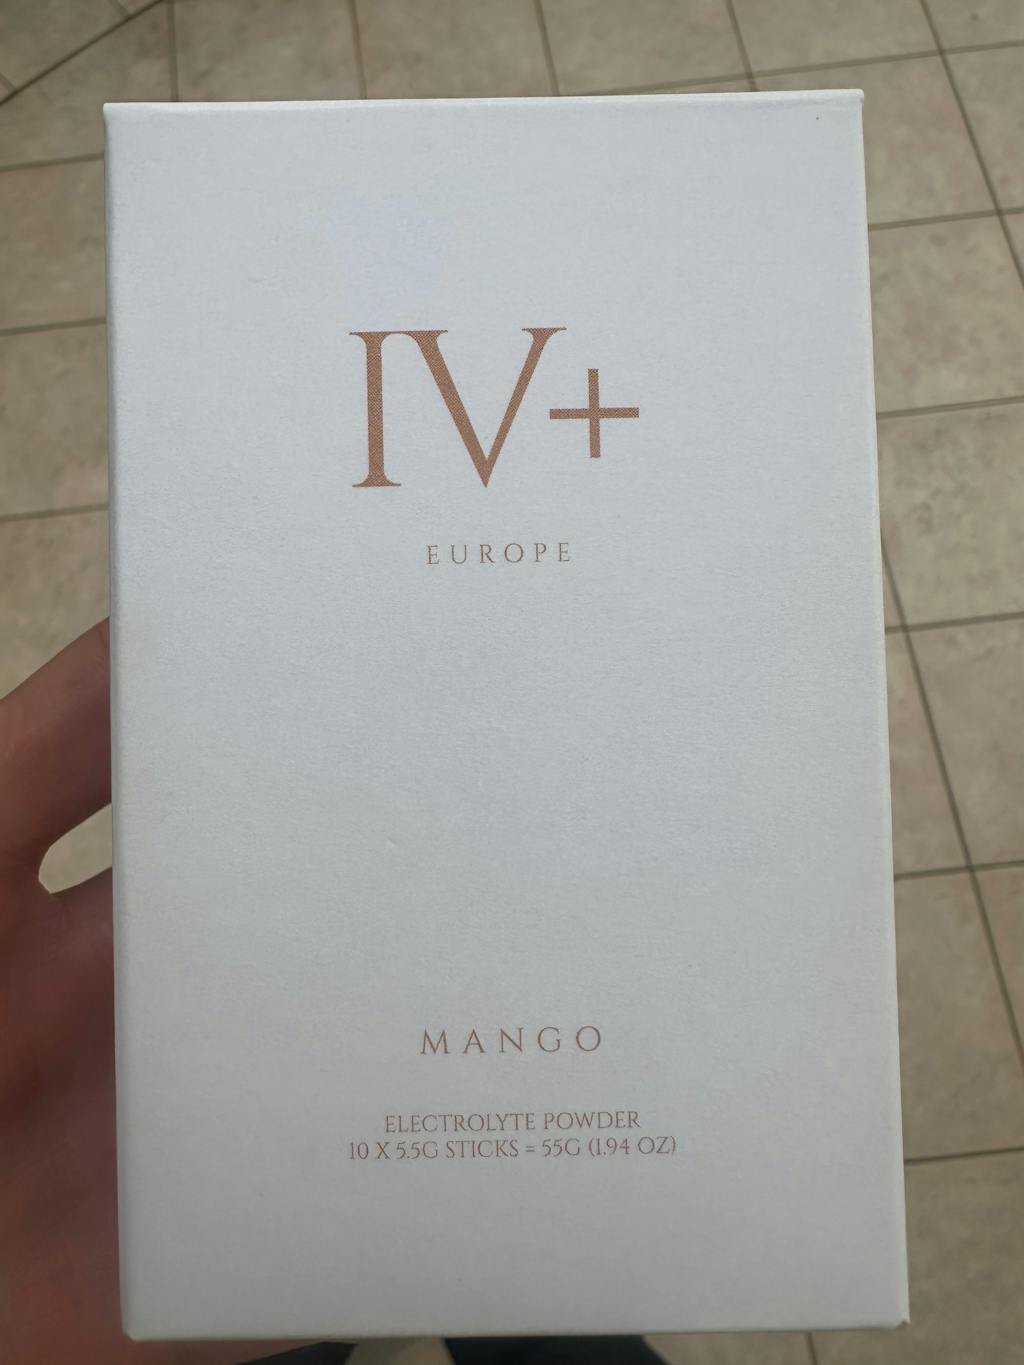 IV+
EUROPE
MANGO
ELECTROLYTE POWDER
10 X 5.5G STICKS = 55G (1.94 OZ)